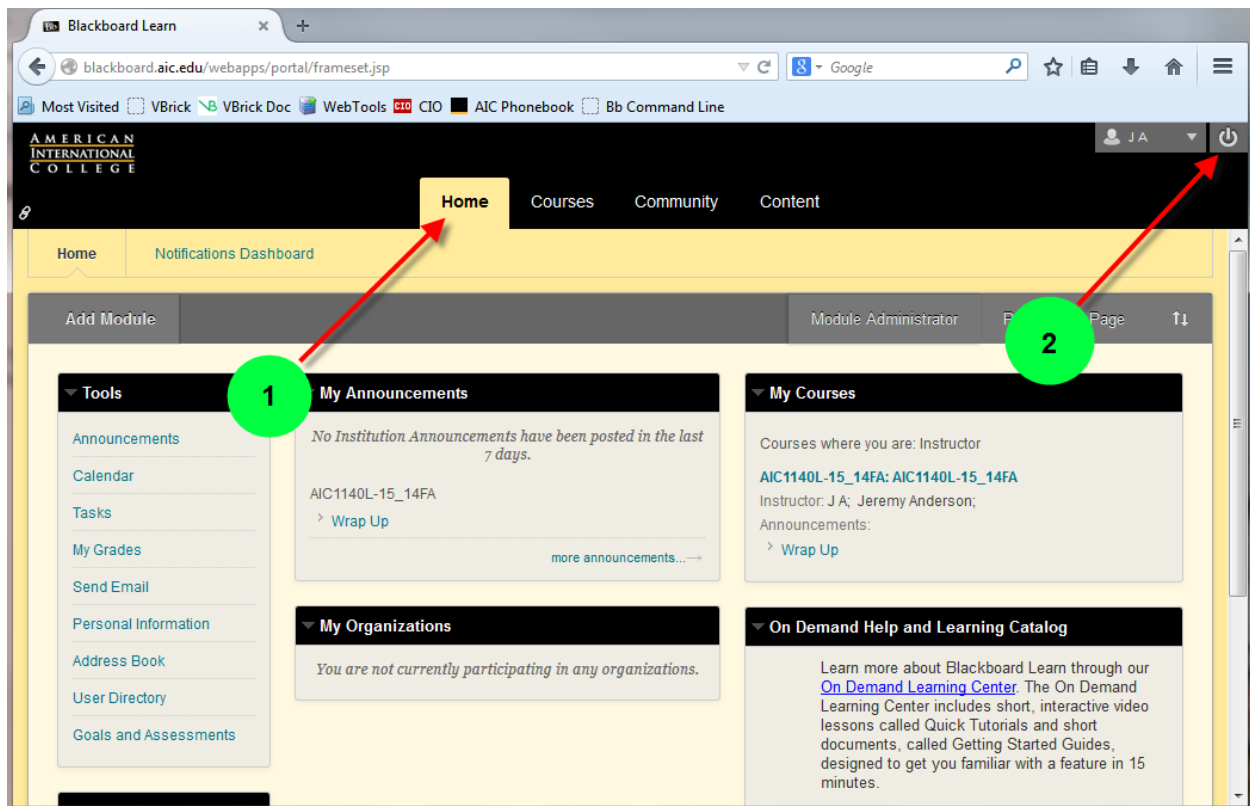 Blackboard Learn
blackboard.aic.edu/webapps/portal/frameset.jsp
Google
Most Visited VBrick VBrick Doc WebTools CIO CIO AIC Phonebook Bb Command Line
AMERICAN
INTERNATIONAL
COLLEGE
J A
Home Courses Community Content
Home Notifications Dashboard
Add Module Module Administrator Page
1
2
Tools
Announcements
Calendar
Tasks
My Grades
Send Email
Personal Information
Address Book
User Directory
Goals and Assessments
My Announcements
No Institution Announcements have been posted in the last
7 days.
AIC1140L-15_14FA
Wrap Up
more announcements...
My Organizations
You are not currently participating in any organizations.
My Courses
Courses where you are: Instructor
AIC1140L-15_14FA: AIC1140L-15_14FA
Instructor: J A; Jeremy Anderson;
Announcements:
Wrap Up
On Demand Help and Learning Catalog
Learn more about Blackboard Learn through our
On Demand Learning Center. The On Demand
Learning Center includes short, interactive video
lessons called Quick Tutorials and short
documents, called Getting Started Guides,
designed to get you familiar with a feature in 15
minutes.